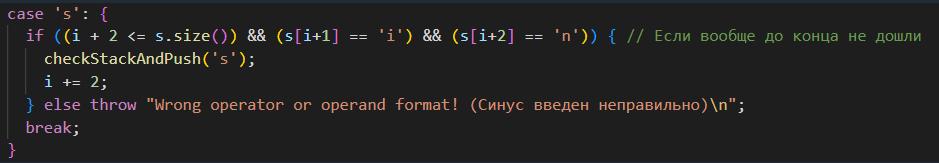 case 's': {
if ((i + 2 <= s.size()) && (s[i+1] == 'i') && (s[i+2] == 'n')) { // Если вообще до конца не дошли
checkStackAndPush('s');
i += 2;
} else throw "Wrong operator or operand format! (Синус введен неправильно)\n";
break;
}